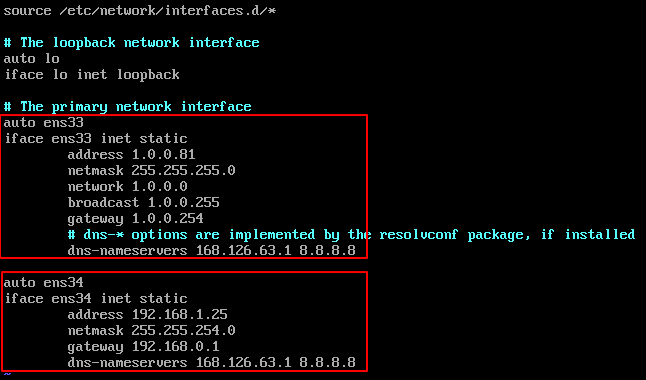 source /etc/network/interfaces.d/*
# The loopback network interface
auto lo
iface lo inet loopback
# The primary network interface
auto ens33
iface ens33 inet static
address 1.0.0.81
netmask 255.255.255.0
network 1.0.0.0
broadcast 1.0.0.255
gateway 1.0.0.254
# dns-* options are implemented by the resolvconf package, if installed
dns-nameservers 168.126.63.1 8.8.8.8
auto ens34
iface ens34 inet static
address 192.168.1.25
netmask 255.255.254.0
gateway 192.168.0.1
dns-nameservers 168.126.63.1 8.8.8.8
~